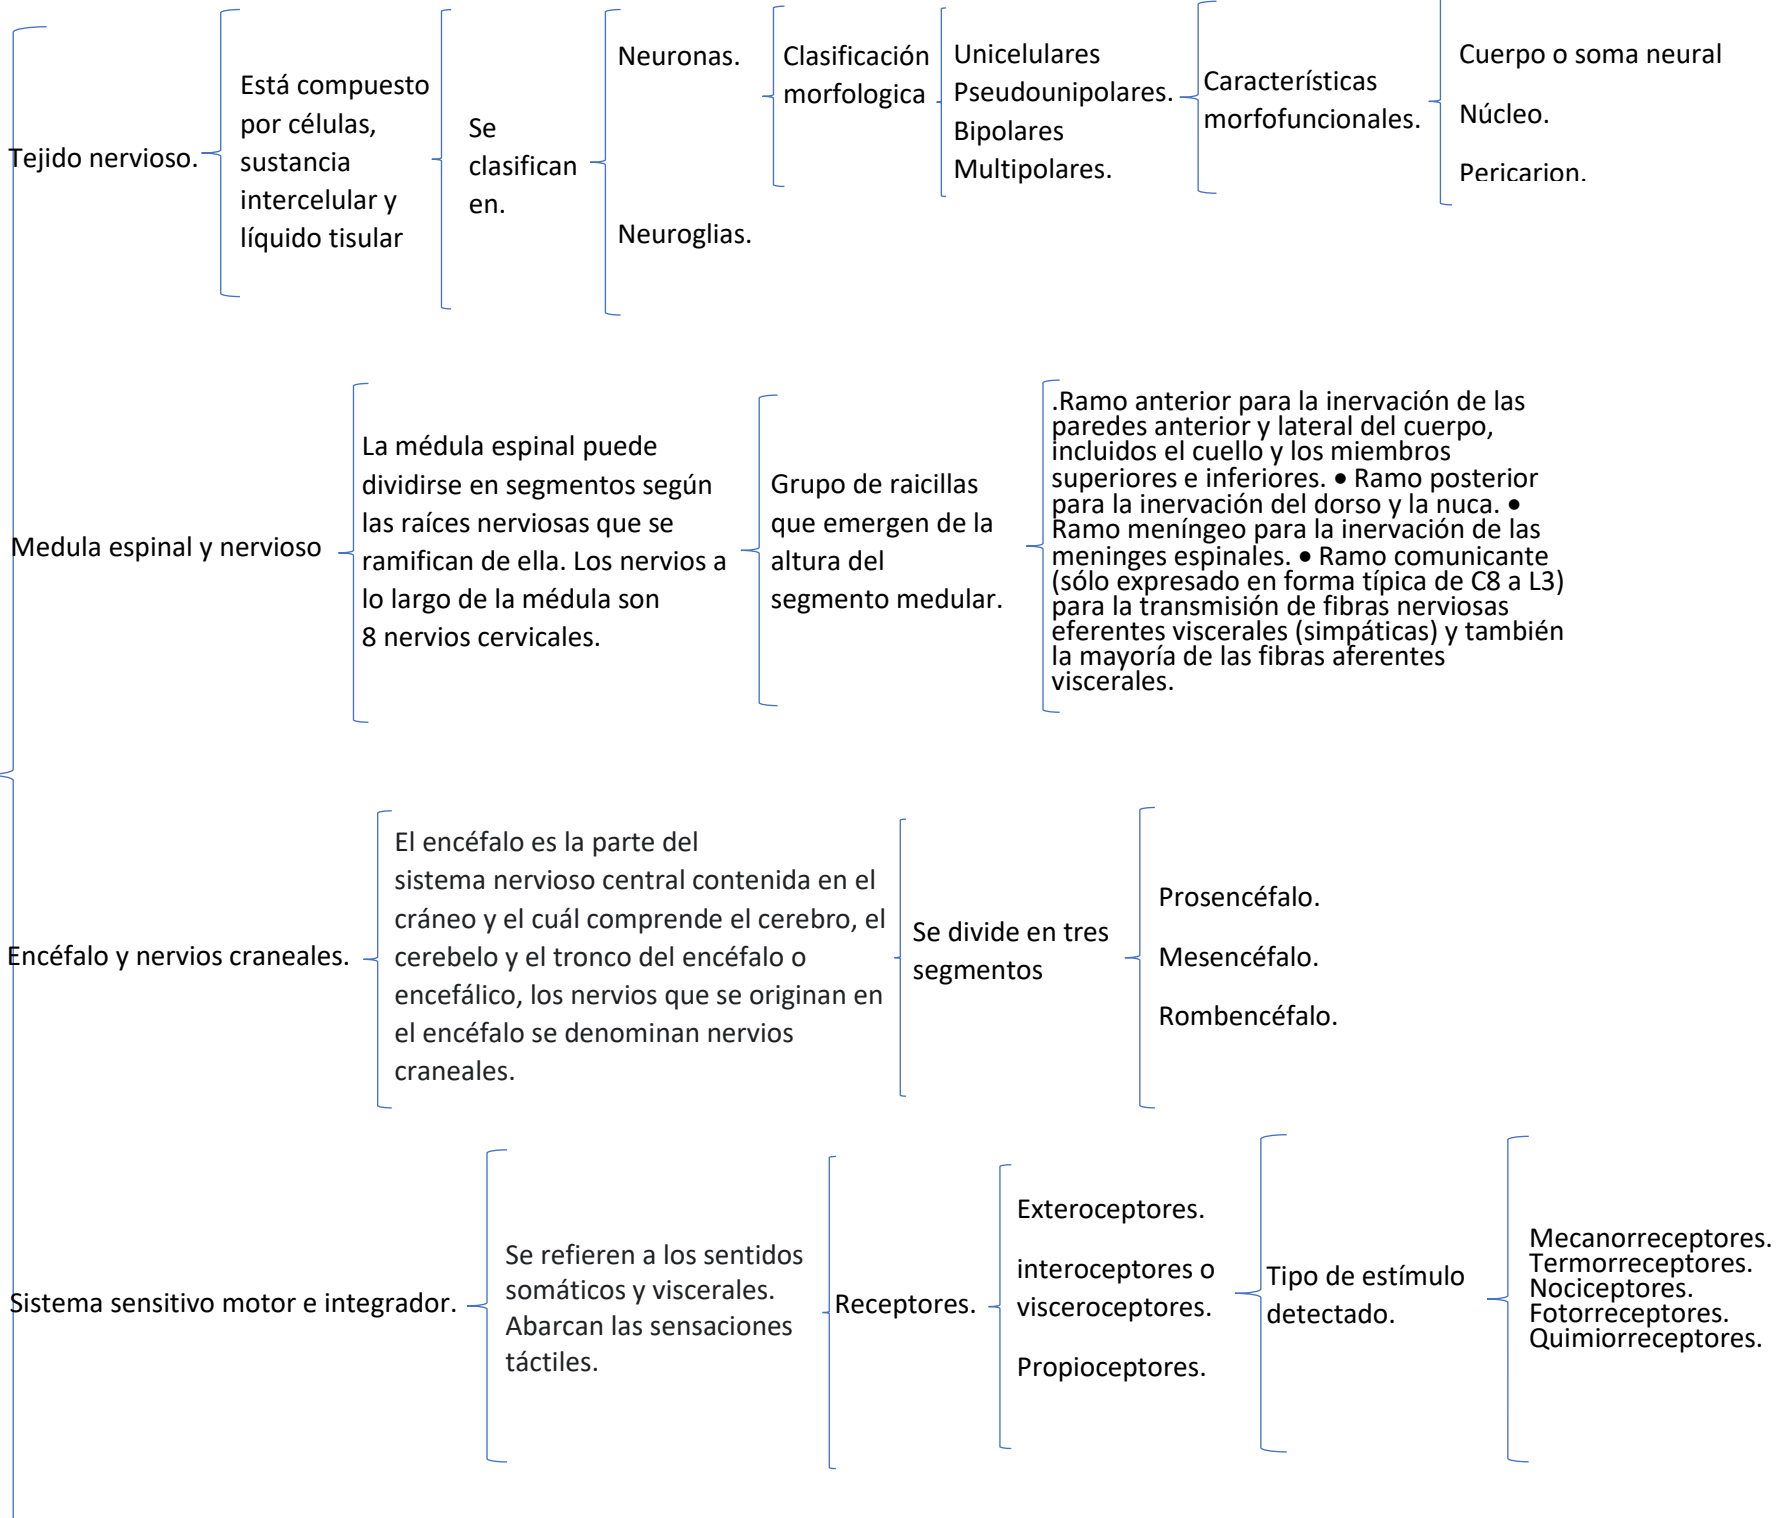 Tejido nervioso.
Está compuesto
por células,
sustancia
intercelular y
líquido tisular
Se
clasifican
en.
Neuronas.
Neuroglias.
Clasificación
morfologica
Unicelulares
Pseudounipolares.
Bipolares
Multipolares.
Características
morfofuncionales.
Cuerpo o soma neural
Núcleo.
Pericarion.
Medula espinal y nervioso
La médula espinal puede
dividirse en segmentos según
las raíces nerviosas que se
ramifican de ella. Los nervios a
lo largo de la médula son
8 nervios cervicales.
Grupo de raicillas
que emergen de la
altura del
segmento medular.
.Ramo anterior para la inervación de las
paredes anterior y lateral del cuerpo,
incluidos el cuello y los miembros
superiores e inferiores. • Ramo posterior
para la inervación del dorso y la nuca. •
Ramo meníngeo para la inervación de las
meninges espinales. • Ramo comunicante
(sólo expresado en forma típica de C8 a L3)
para la transmisión de fibras nerviosas
eferentes viscerales (simpáticas) y también
la mayoría de las fibras aferentes
viscerales.
Encéfalo y nervios craneales.
El encéfalo es la parte del
sistema nervioso central contenida en el
cráneo y el cuál comprende el cerebro, el
cerebelo y el tronco del encéfalo o
encefálico, los nervios que se originan en
el encéfalo se denominan nervios
craneales.
Se divide en tres
segmentos
Prosencéfalo.
Mesencéfalo.
Rombencéfalo.
Sistema sensitivo motor e integrador.
Se refieren a los sentidos
somáticos y viscerales.
Abarcan las sensaciones
táctiles.
Receptores.
Exteroceptores.
interoceptores o
visceroceptores.
Propioceptores.
Tipo de estímulo
detectado.
Mecanorreceptores.
Termorreceptores.
Nociceptores.
Fotorreceptores.
Quimiorreceptores.